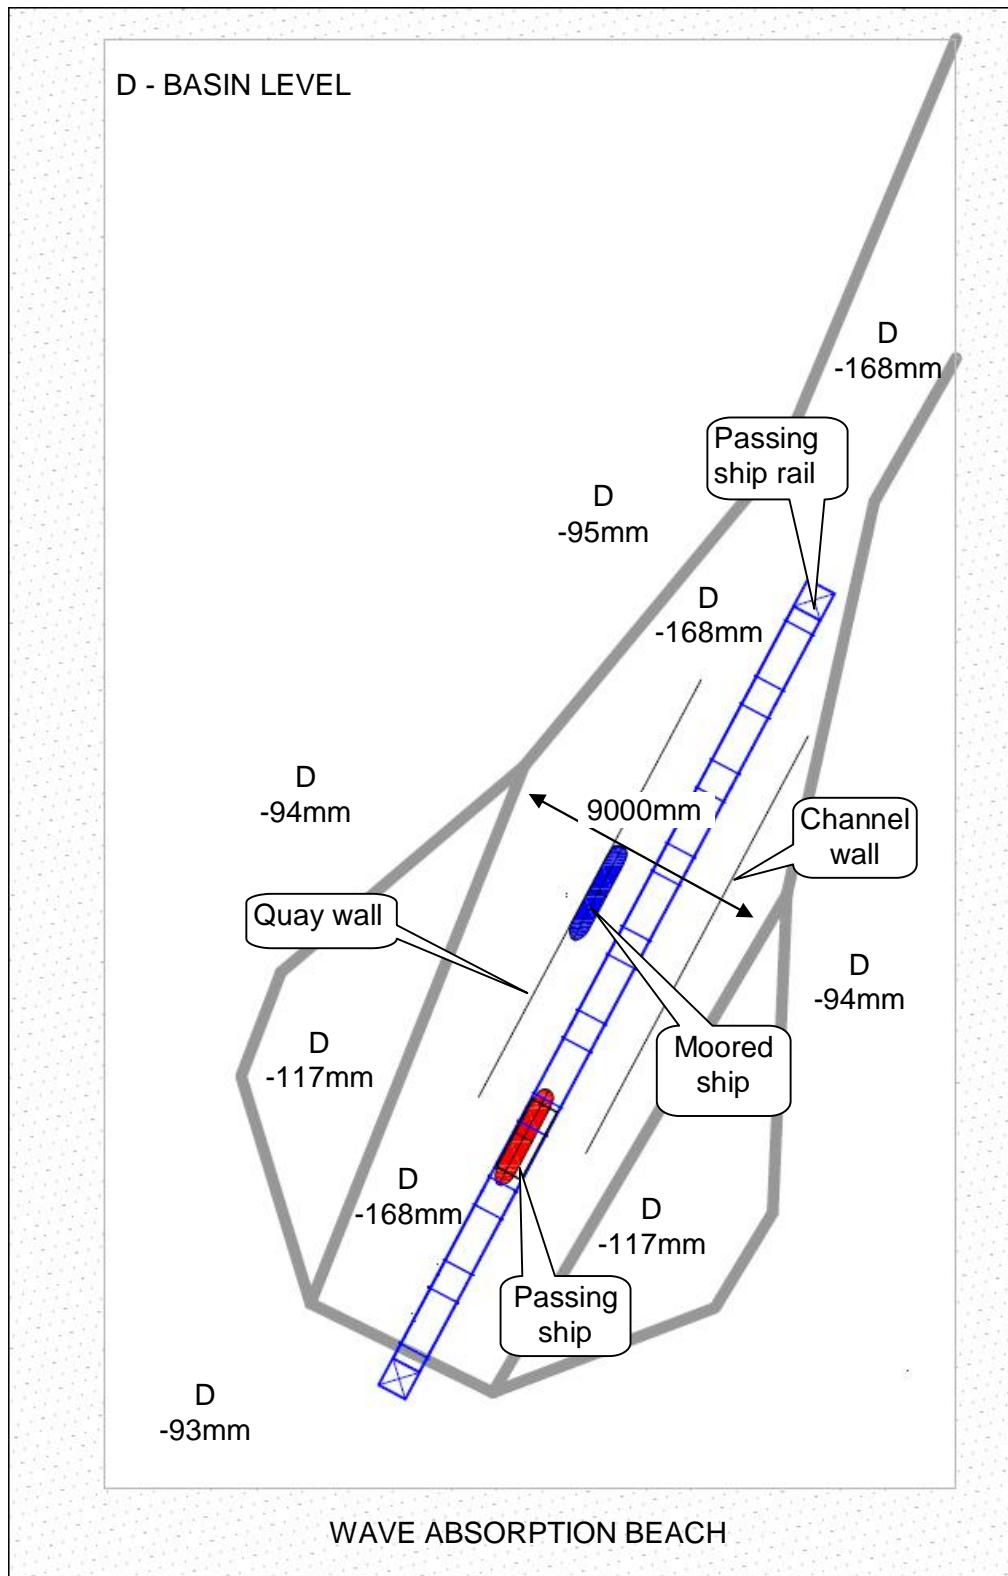 D - BASIN LEVEL
D
-168mm
Passing
ship rail
D
-95mm
D
-168mm
D
-94mm
9000mm
Channel
wall
Quay wall
D
-94mm
D
-117mm
Moored
ship
D
-168mm
D
-117mm
Passing
ship
D
-93mm
WAVE ABSORPTION BEACH